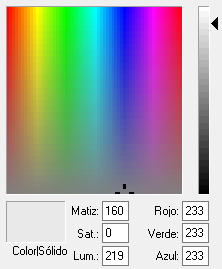 Matiz: 160 Rojo: 233
Sat.: 0 Verde: 233
Color|Sólido
Lum.: 219 Azul: 233